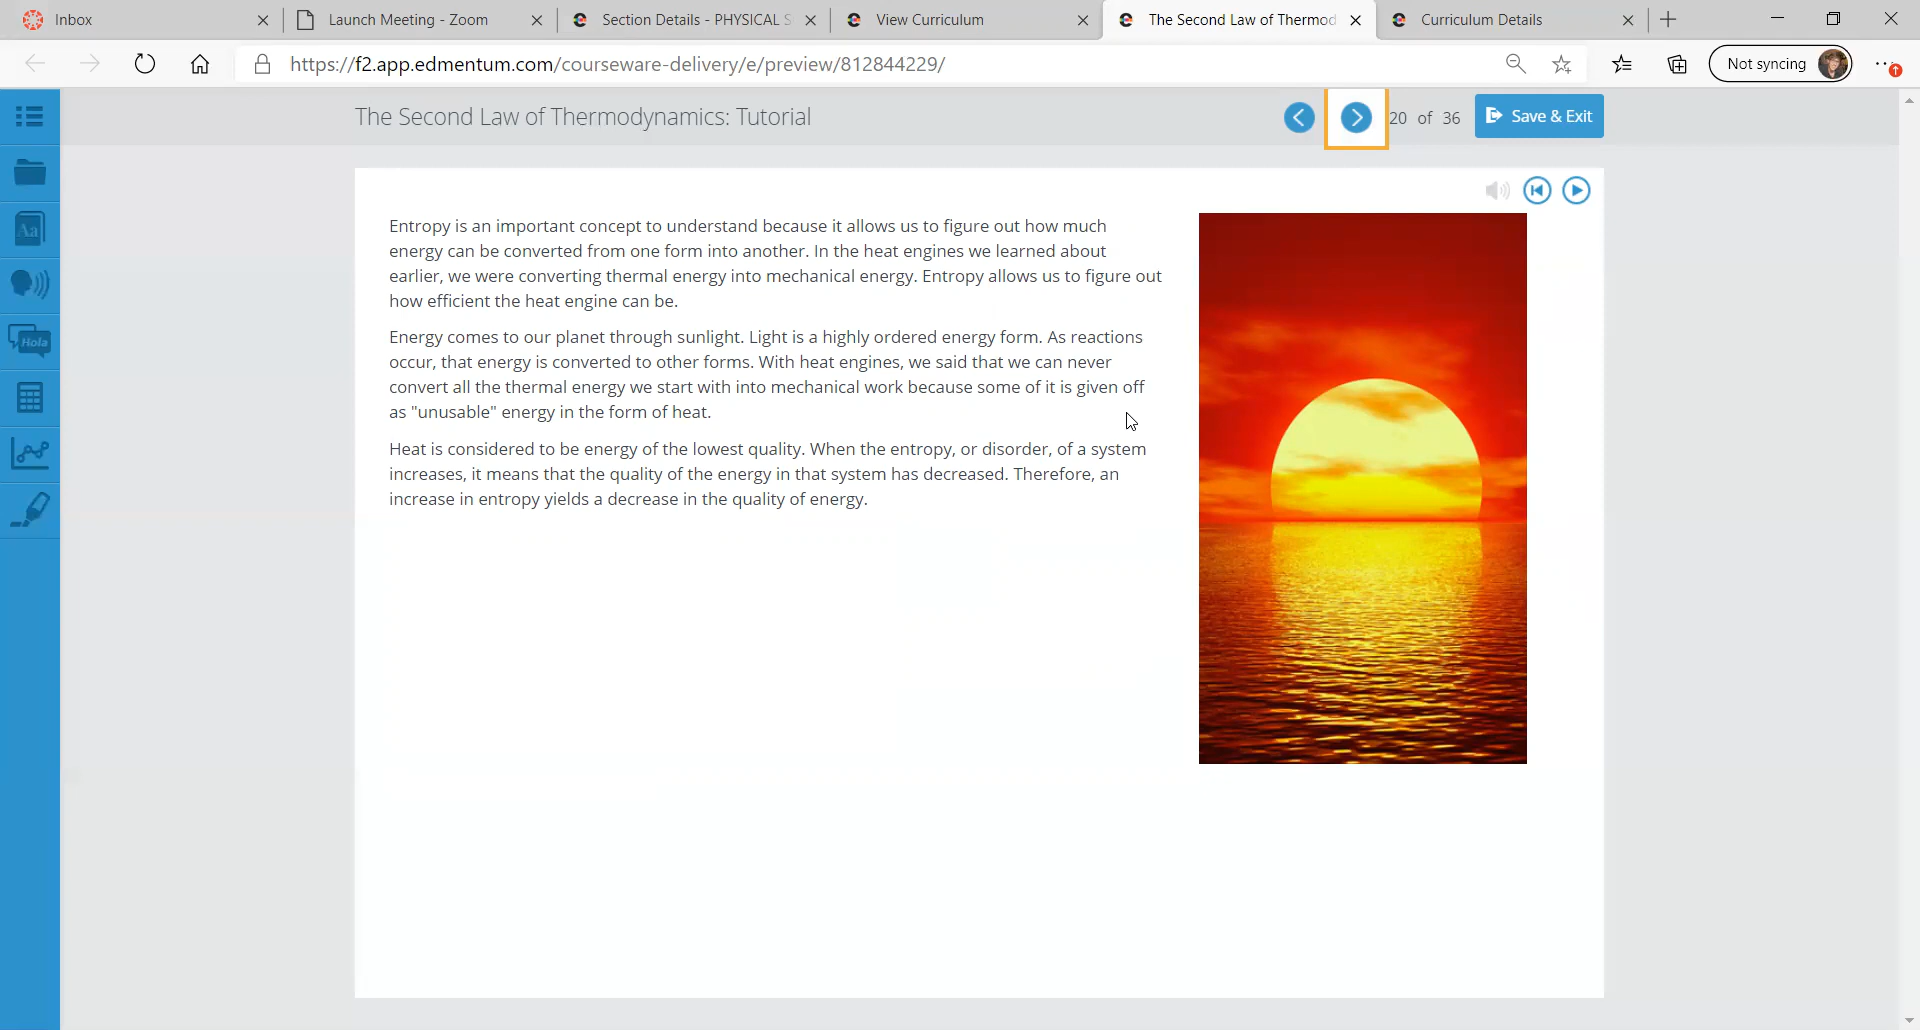 Inbox
Launch Meeting - Zoom
Section Details - PHYSICAL S
View Curriculum
The Second Law of Thermod
Curriculum Details
https://f2.app.edmentum.com/courseware-delivery/e/preview/812844229/
Not syncing
The Second Law of Thermodynamics: Tutorial
20 of 36
Save & Exit
Aa
Hola
Entropy is an important concept to understand because it allows us to figure out how much
energy can be converted from one form into another. In the heat engines we learned about
earlier, we were converting thermal energy into mechanical energy. Entropy allows us to figure out
how efficient the heat engine can be.
Energy comes to our planet through sunlight. Light is a highly ordered energy form. As reactions
occur, that energy is converted to other forms. With heat engines, we said that we can never
convert all the thermal energy we start with into mechanical work because some of it is given off
as "unusable" energy in the form of heat.
Heat is considered to be energy of the lowest quality. When the entropy, or disorder, of a system
increases, it means that the quality of the energy in that system has decreased. Therefore, an
increase in entropy yields a decrease in the quality of energy.